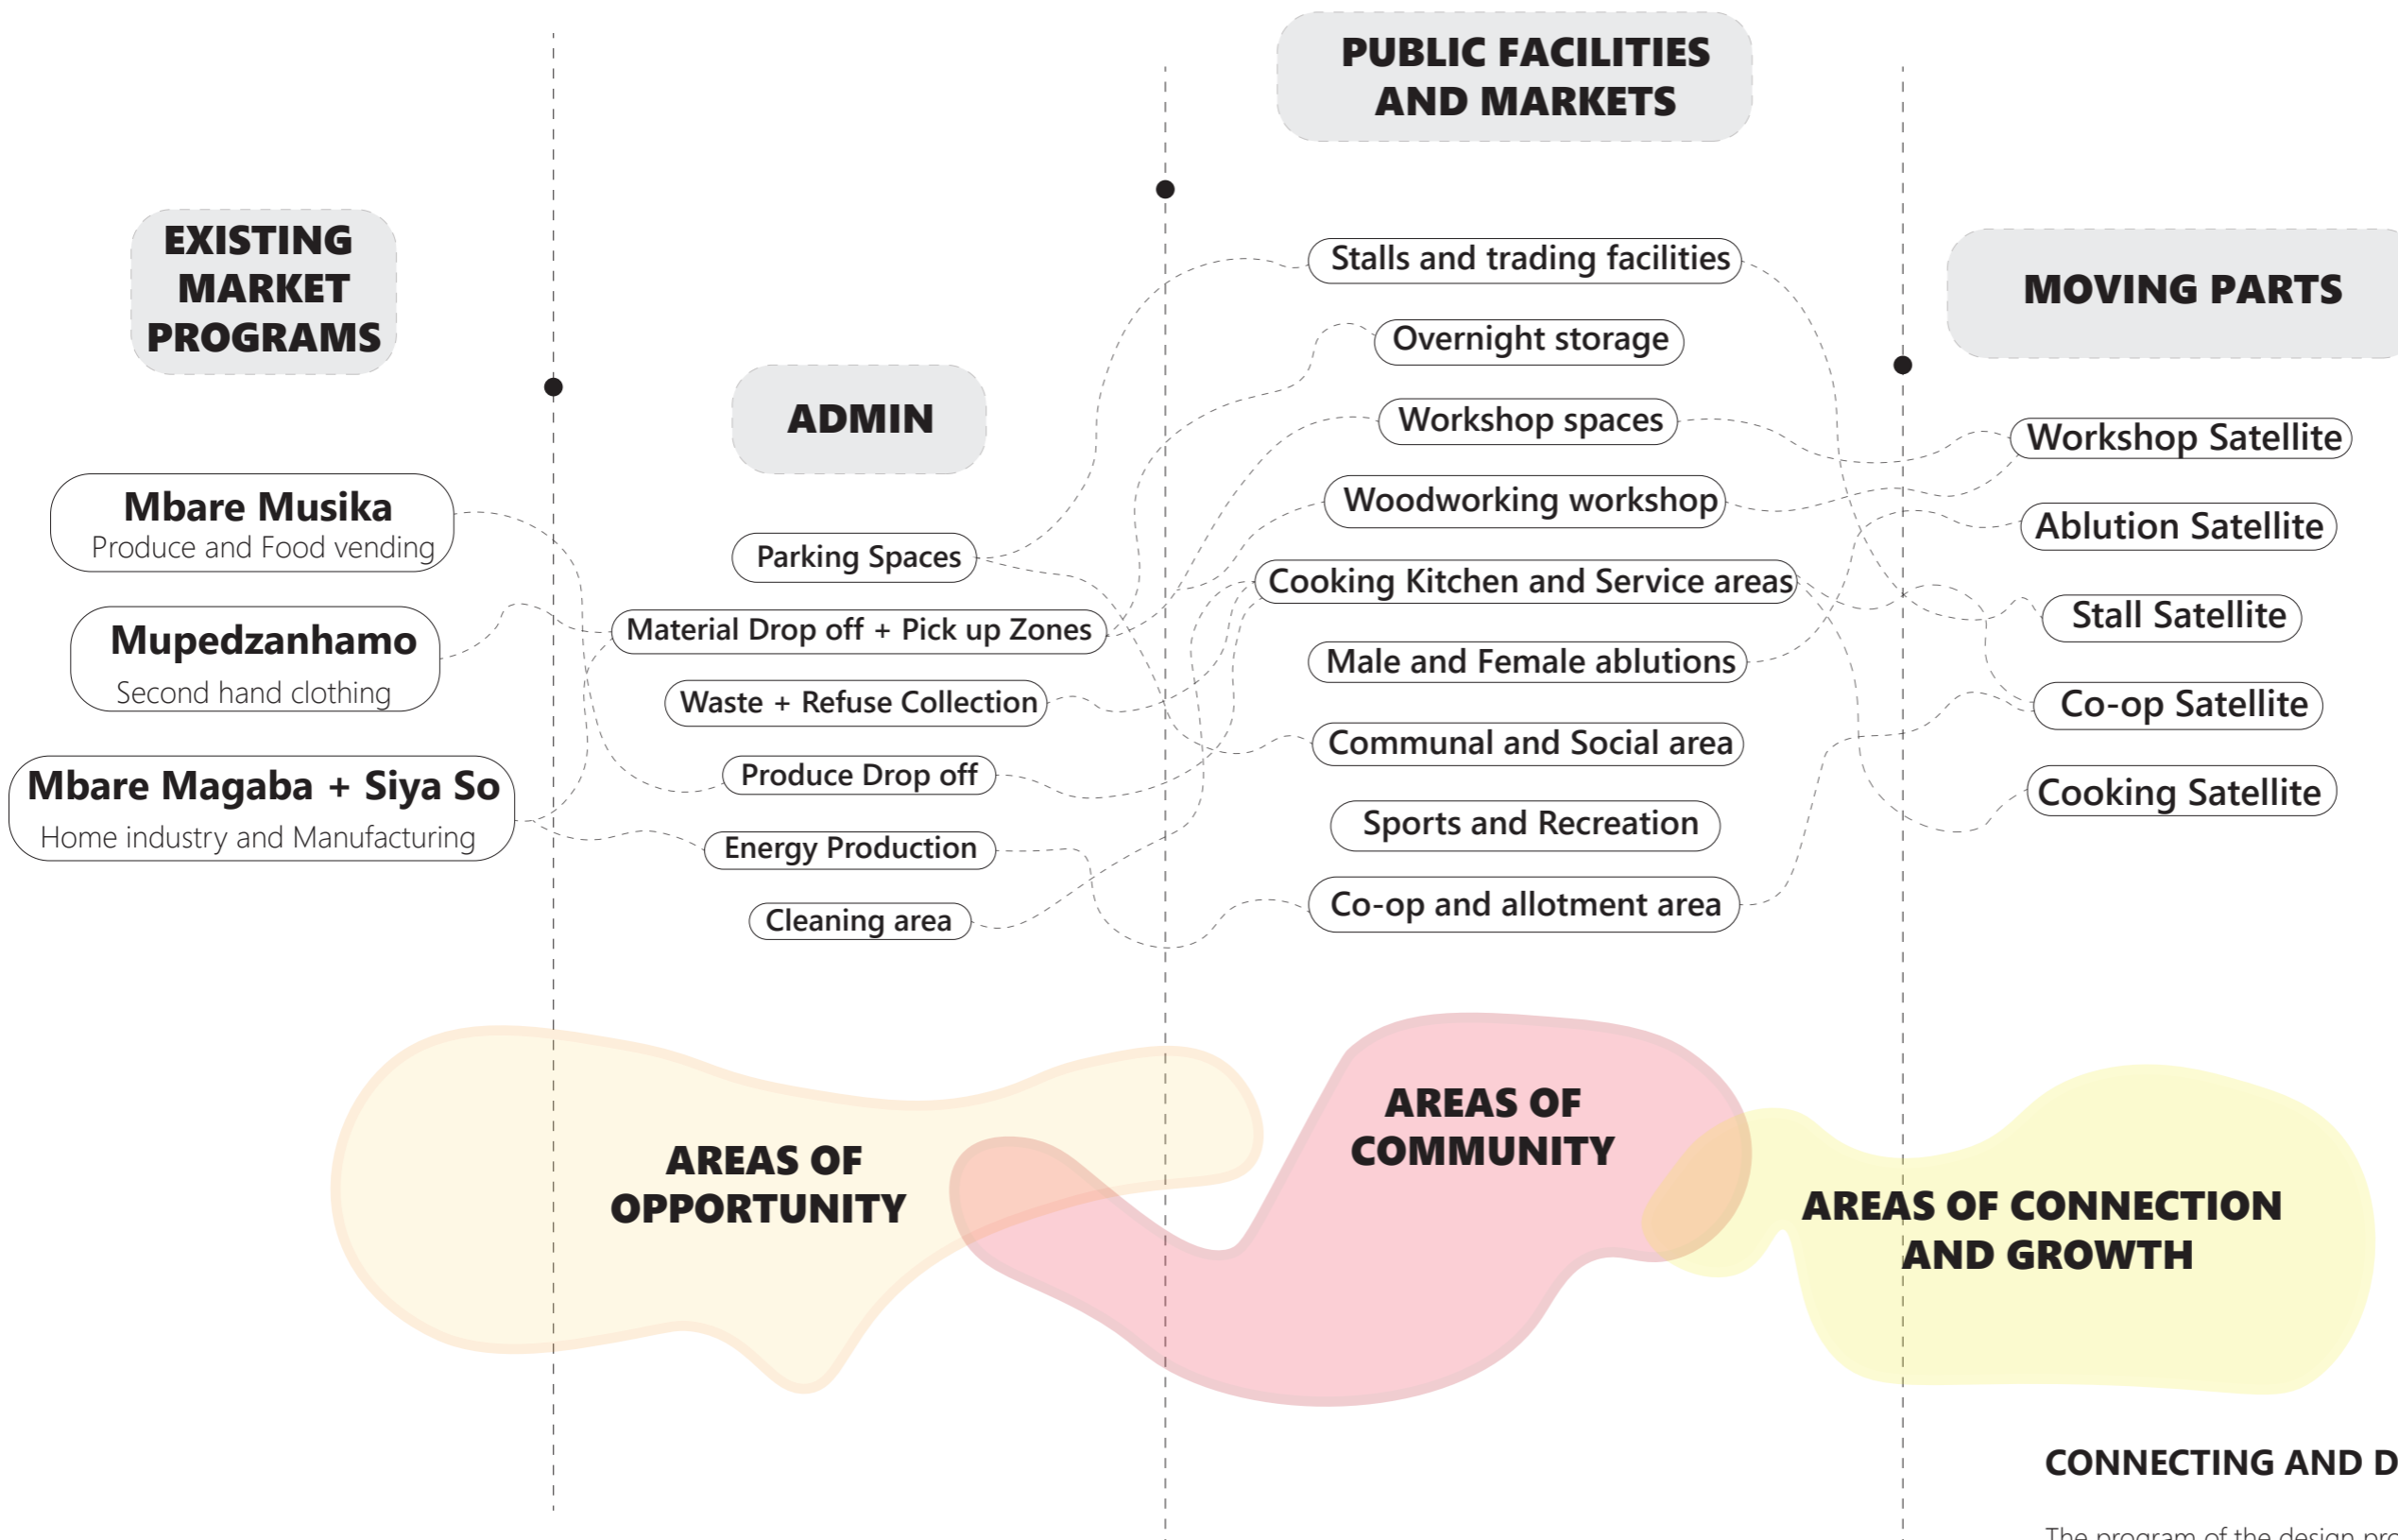 EXISTING
MARKET
PROGRAMS
Mbare Musika
Produce and Food vending
Mupedzanhamo
Second hand clothing
Mbare Magaba + Siya So
Home industry and Manufacturing
ADMIN
Parking Spaces
Material Drop off + Pick up Zones
Waste + Refuse Collection
Produce Drop off
Energy Production
Cleaning area
PUBLIC FACILITIES
AND MARKETS
Stalls and trading facilities
Overnight storage
Workshop spaces
Woodworking workshop
Cooking Kitchen and Service areas
Male and Female ablutions
Communal and Social area
Sports and Recreation
Co-op and allotment area
MOVING PARTS
Workshop Satellite
Ablution Satellite
Stall Satellite
Co-op Satellite
Cooking Satellite
AREAS OF
OPPORTUNITY
AREAS OF
COMMUNITY
AREAS OF CONNECTION
AND GROWTH
CONNECTING AND
The program of the design